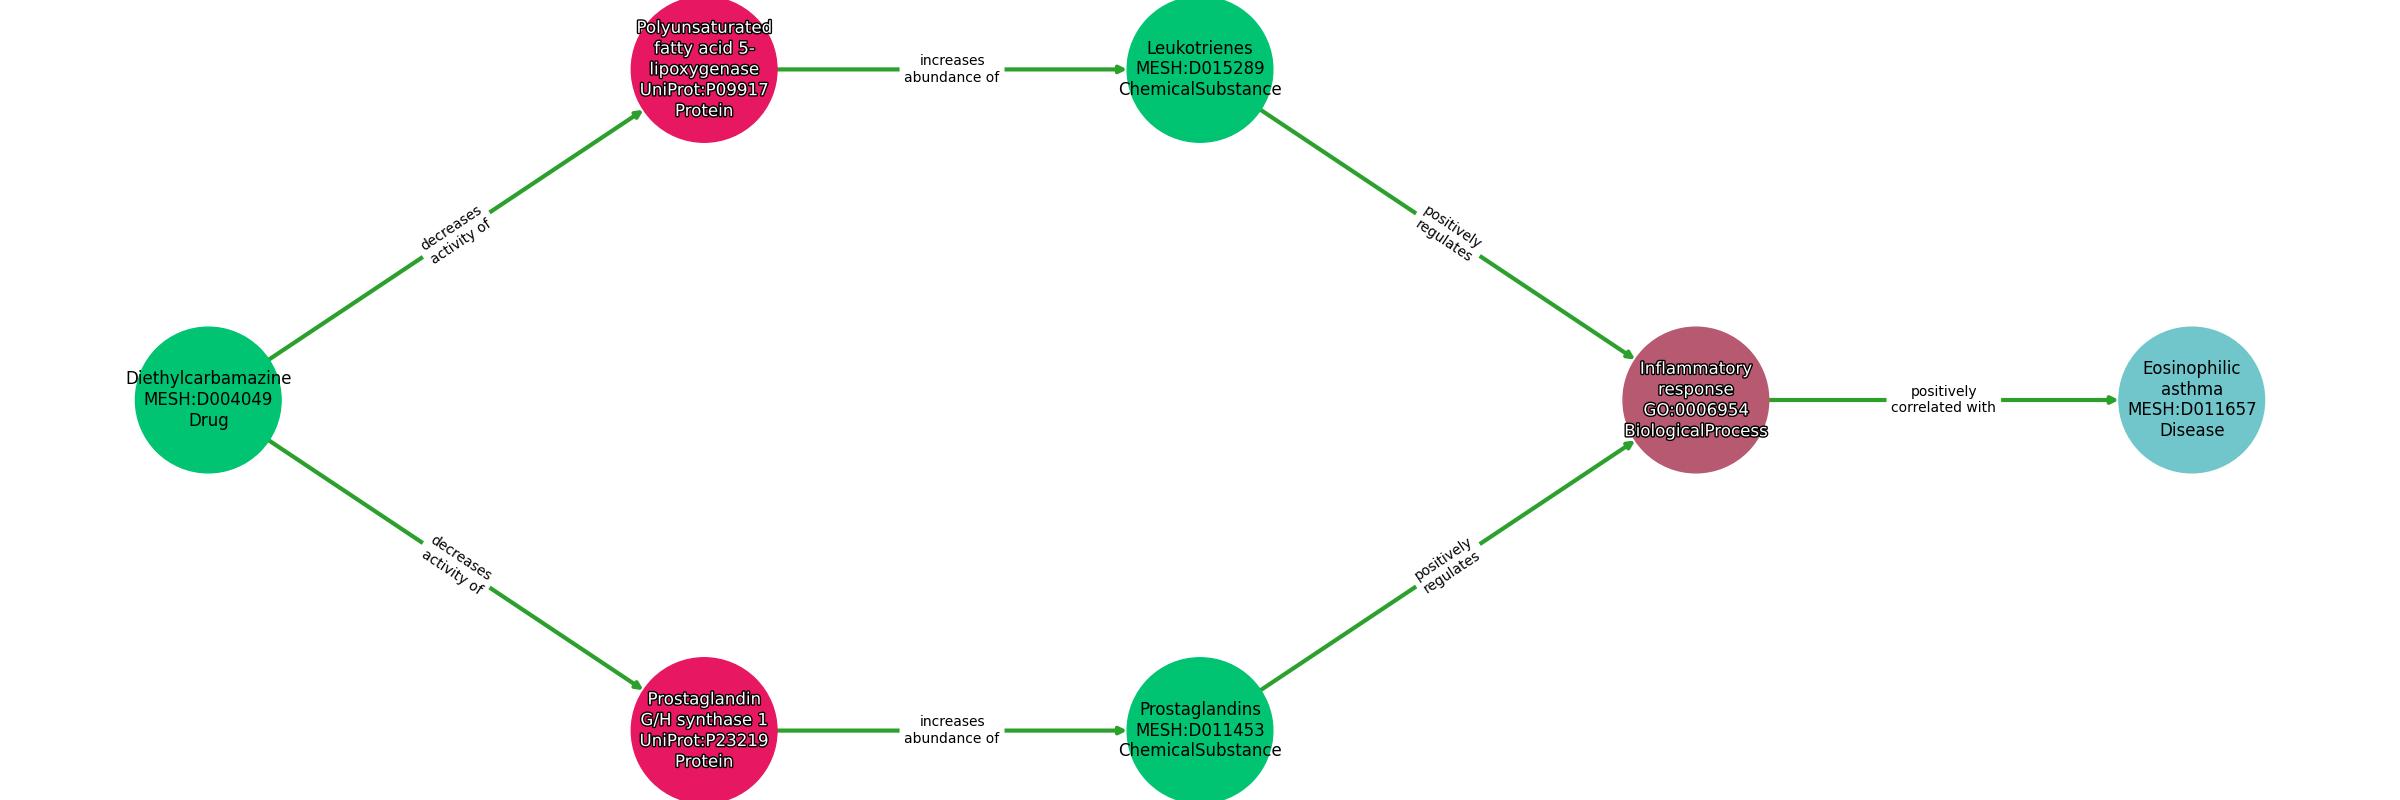 Polyunsaturated
fatty acid 5-
lipoxygenase
UniProt:P09917
Protein
increases
abundance of
Leukotrienes
MESH:D015289
ChemicalSubstance
decreases
activity of
positively
regulates
Diethylcarbamazine
MESH:D004049
Drug
Inflammatory
response
GO:0006954
BiologicalProcess
positively
correlated with
Eosinophilic
asthma
MESH:D011657
Disease
decreases
activity of
positively
regulates
Prostaglandin
G/H synthase 1
UniProt:P23219
Protein
increases
abundance of
Prostaglandins
MESH:D011453
ChemicalSubstance